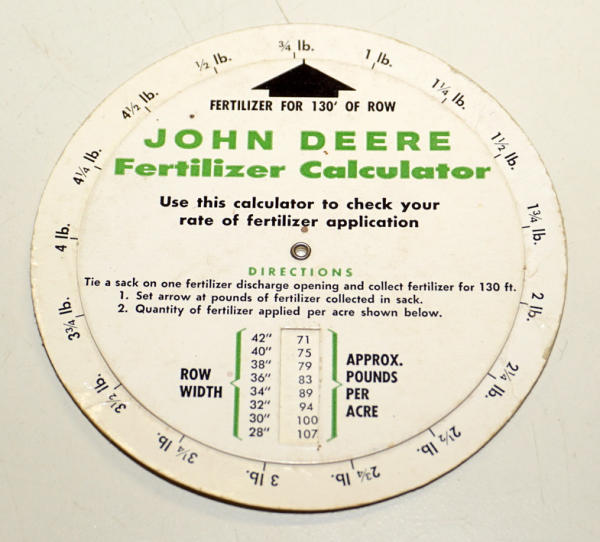 ¾ lb.
1 lb.
1¼ lb.
1½ lb.
1¾ lb.
2 lb.
2¼ lb.
2½ lb.
2¾ lb.
3 lb.
3¼ lb.
3½ lb.
3¾ lb.
4 lb.
4¼ lb.
4½ lb.
½ lb.
FERTILIZER FOR 130' OF ROW
JOHN DEERE
Fertilizer Calculator
Use this calculator to check your
rate of fertilizer application
DIRECTIONS
Tie a sack on one fertilizer discharge opening and collect fertilizer for 130 ft.
1. Set arrow at pounds of fertilizer collected in sack.
2. Quantity of fertilizer applied per acre shown below.
ROW
WIDTH
42" 71
40" 75
38" 79
36" 83
34" 89
32" 94
30" 100
28" 107
APPROX.
POUNDS
PER
ACRE